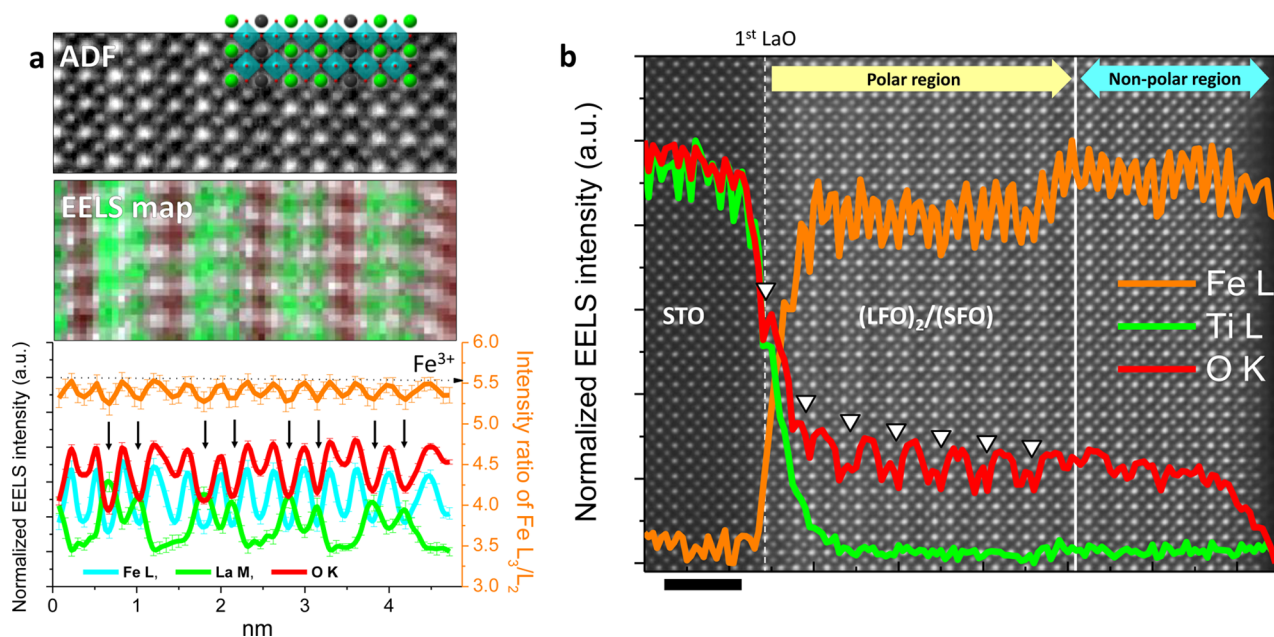 a
ADF
EELS map
Normalized EELS intensity (a.u.)
Fe³⁺
6.0
5.5
5.0
4.5
4.0
3.5
3.0
Intensity ratio of Fe L₃/L₂
Fe L,
La M,
O K
0
1
2
3
4
nm
b
1ˢᵗ LaO
Polar region
Non-polar region
Normalized EELS intensity (a.u.)
STO
(LFO)₂/(SFO)
Fe L
Ti L
O K